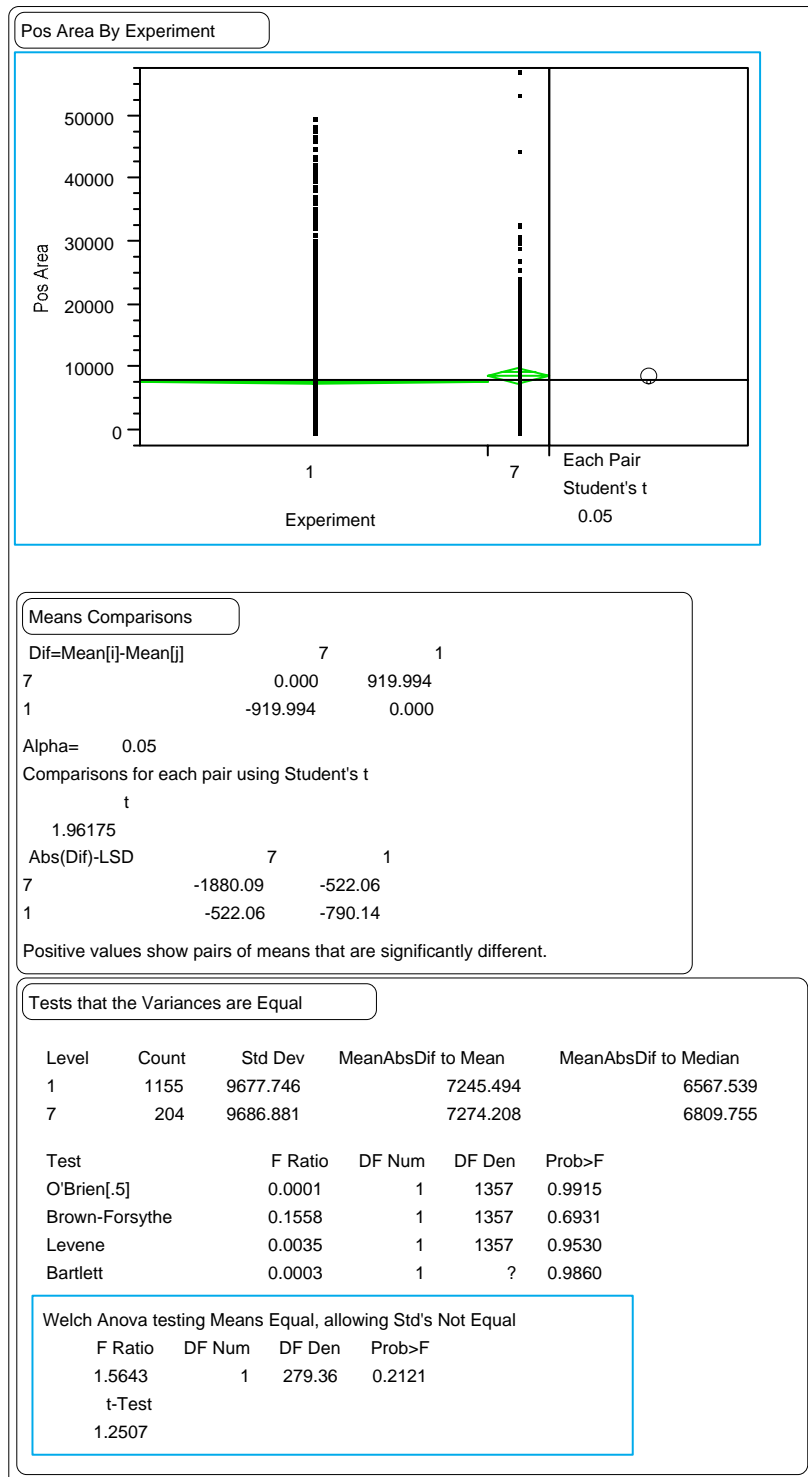 Pos Area By Experiment
Pos Area
50000
40000
30000
20000
10000
0
1 7
Each Pair
Student's t
0.05
Experiment
Means Comparisons
Dif=Mean[i]-Mean[j] 7 1
7 0.000 919.994
1 -919.994 0.000
Alpha= 0.05
Comparisons for each pair using Student's t
t
1.96175
Abs(Dif)-LSD 7 1
7 -1880.09 -522.06
1 -522.06 -790.14
Positive values show pairs of means that are significantly different.
Tests that the Variances are Equal
Level Count Std Dev MeanAbsDif to Mean MeanAbsDif to Median
1 1155 9677.746 7245.494 6567.539
7 204 9686.881 7274.208 6809.755
Test F Ratio DF Num DF Den Prob>F
O'Brien[.5] 0.0001 1 1357 0.9915
Brown-Forsythe 0.1558 1 1357 0.6931
Levene 0.0035 1 1357 0.9530
Bartlett 0.0003 1 ? 0.9860
Welch Anova testing Means Equal, allowing Std's Not Equal
F Ratio DF Num DF Den Prob>F
1.5643 1 279.36 0.2121
t-Test
1.2507